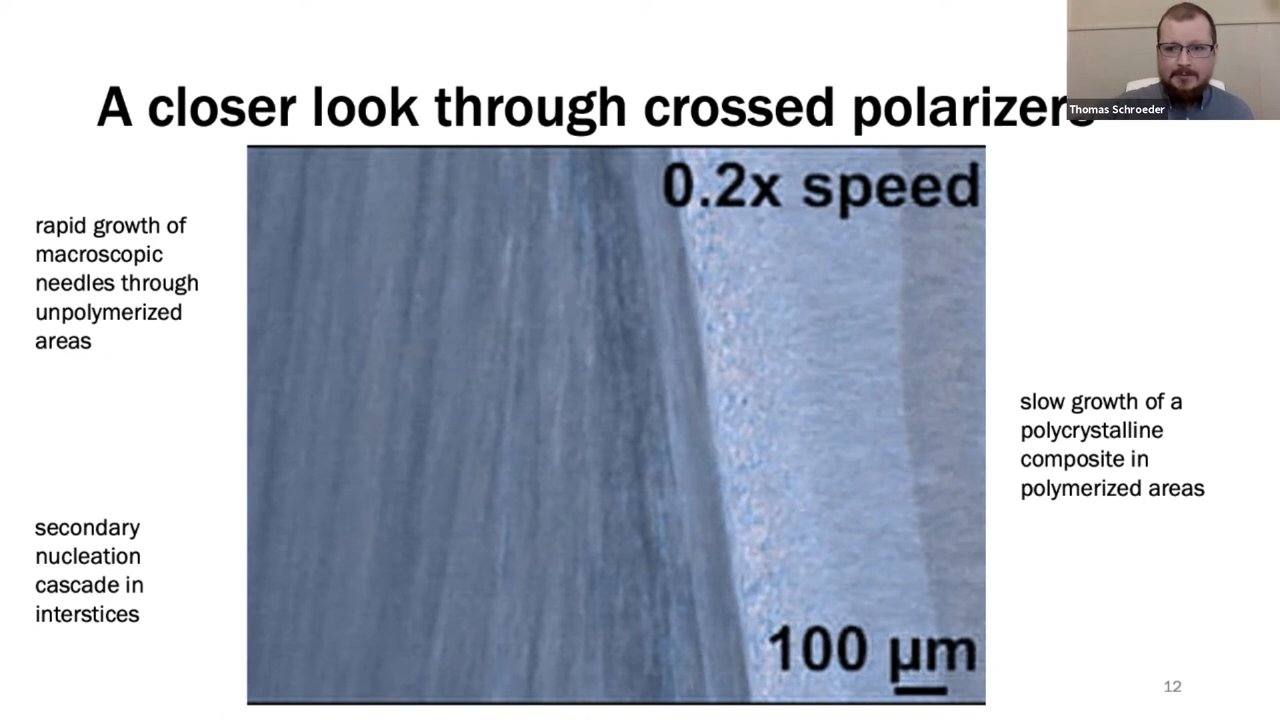 A closer look through crossed polarizers
Thomas Schroeder
0.2x speed
rapid growth of
macroscopic
needles through
unpolymerized
areas
slow growth of a
polycrystalline
composite in
polymerized areas
secondary
nucleation
cascade in
interstices
100 µm
12